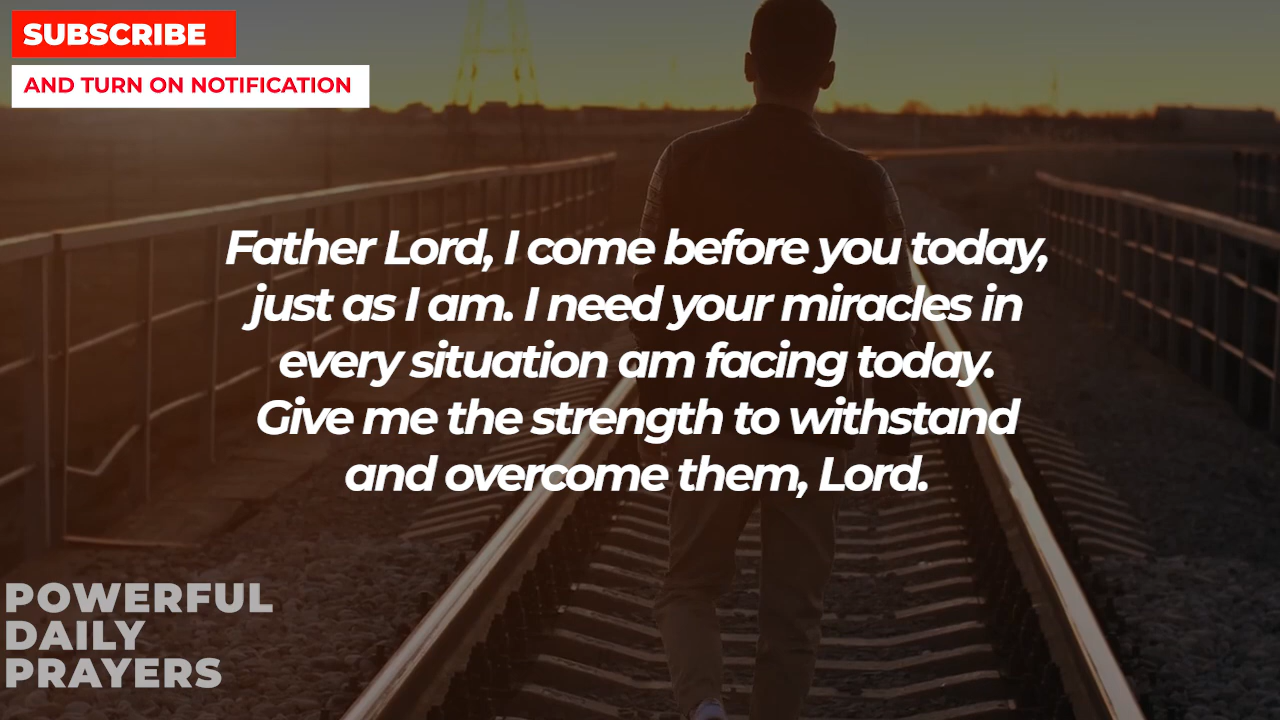 SUBSCRIBE
AND TURN ON NOTIFICATION
Father Lord, I come before you today,
just as I am. I need your miracles in
every situation am facing today.
Give me the strength to withstand
and overcome them, Lord.
POWERFUL
DAILY
PRAYERS